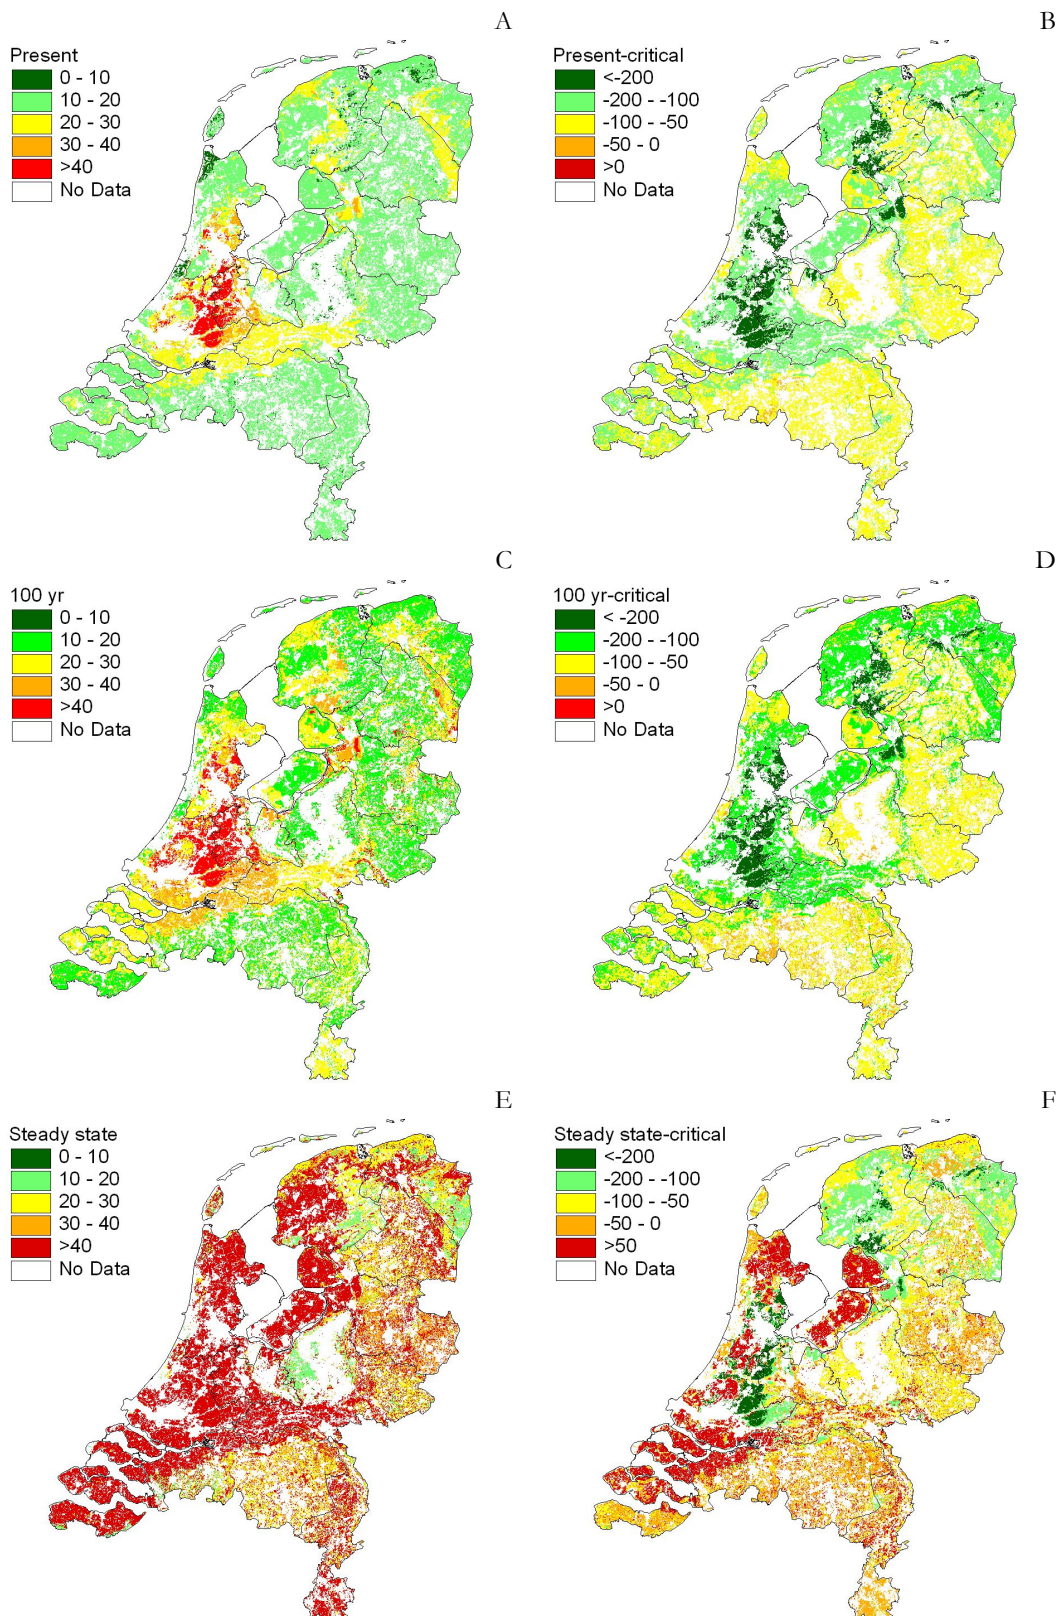 A
Present
0 - 10
10 - 20
20 - 30
30 - 40
>40
No Data
B
Present-critical
<-200
-200 - -100
-100 - -50
-50 - 0
>0
No Data
C
100 yr
0 - 10
10 - 20
20 - 30
30 - 40
>40
No Data
D
100 yr-critical
< -200
-200 - -100
-100 - -50
-50 - 0
>0
No Data
E
Steady state
0 - 10
10 - 20
20 - 30
30 - 40
>40
No Data
F
Steady state-critical
<-200
-200 - -100
-100 - -50
-50 - 0
>50
No Data